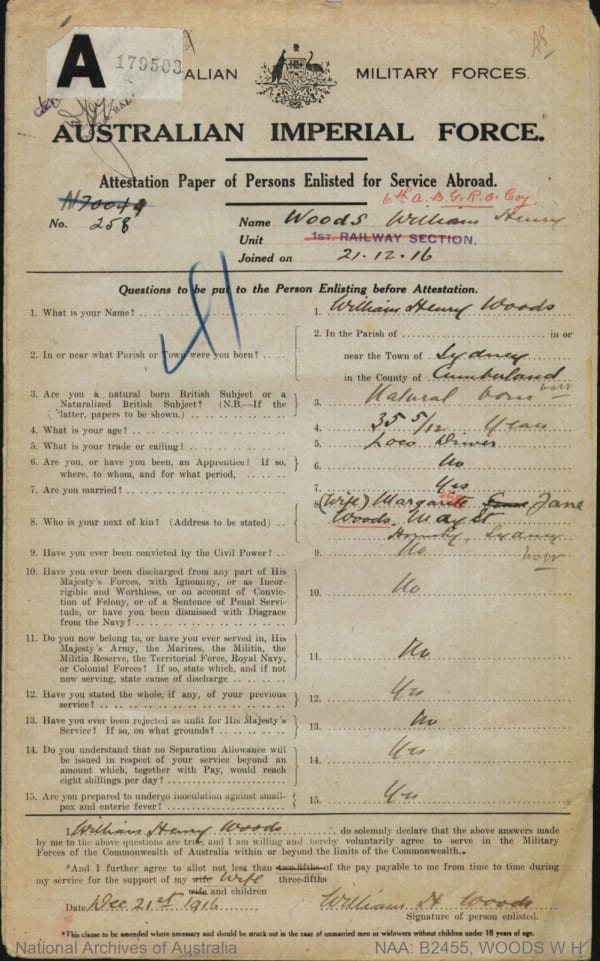 A 179503
ALIAN MILITARY FORCES.
AUSTRALIAN IMPERIAL FORCE.
Attestation Paper of Persons Enlisted for Service Abroad.
6th A.B.G.R.O. Coy.
N70049
No. 258
Name Woods William Henry
Unit 1ST. RAILWAY SECTION.
Joined on 21.12.16
Questions to be put to the Person Enlisting before Attestation.
1. What is your Name? 1. William Henry Woods
2. In or near what Parish or Town were you born? 2. In the Parish of in or
near the Town of Sydney
in the County of Cumberland
3. Are you a natural born British Subject or a
Naturalized British Subject? (N.B.—If the
latter, papers to be shown.) 3. Natural born
4. What is your age? 4. 35 5/12 Years
5. What is your trade or calling? 5. Loco Driver
6. Are you, or have you been, an Apprentice? If so,
where, to whom, and for what period, 6. No
7. Are you married? 7. Yes
8. Who is your next of kin? (Address to be stated) 8. (Wife) Margarite Jane
Woods,
Hornsby, Sydney
9. Have you ever been convicted by the Civil Power? 9. No
10. Have you ever been discharged from any part of His
Majesty's Forces, with Ignominy, or as Incor-
rigible and Worthless, or on account of Convic-
tion of Felony, or of a Sentence of Penal Servi-
tude, or have you been dismissed with Disgrace
from the Navy? 10. No
11. Do you now belong to, or have you ever served in, His
Majesty's Army, the Marines, the Militia, the
Militia Reserve, the Territorial Force, Royal Navy,
or Colonial Forces? If so, state which, and if not
now serving, state cause of discharge 11. No
12. Have you stated the whole, if any, of your previous
service? 12. Yes
13. Have you ever been rejected as unfit for His Majesty's
Service? If so, on what grounds? 13. No
14. Do you understand that no Separation Allowance will
be issued in respect of your service beyond an
amount which, together with Pay, would reach
eight shillings per day? 14. Yes
15. Are you prepared to undergo inoculation against small-
pox and enteric fever? 15. Yes
I, William Henry Woods do solemnly declare that the above answers made
by me to the above questions are true, and I am willing and hereby voluntarily agree to serve in the Military
Forces of the Commonwealth of Australia within or beyond the limits of the Commonwealth.
*And I further agree to allot not less than two-fifths of the pay payable to me from time to time during
my service for the support of my wife wife three-fifths
wife and children
Date Dec 21st 1916 William H Woods
Signature of person enlisted.
*This clause to be amended where necessary and should be struck out in the case of unmarried men or widowers without children under 16 years of age.
National Archives of Australia NAA: B2455, WOODS W H